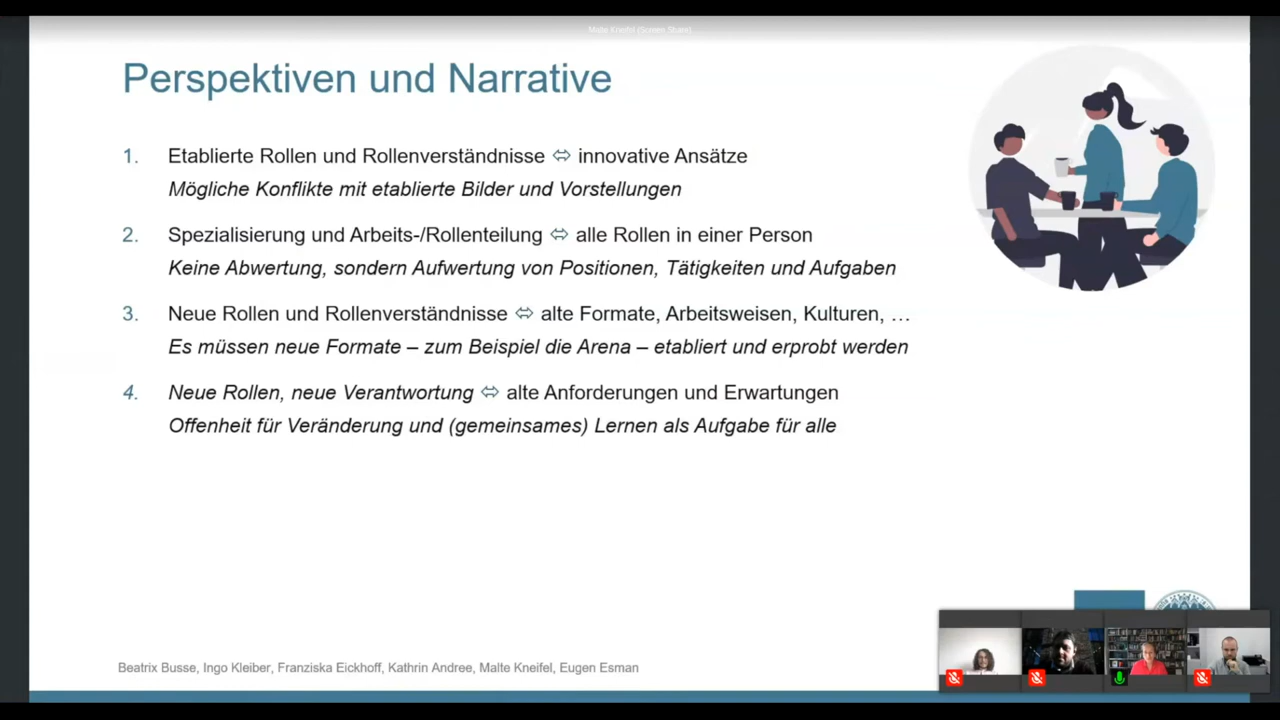 Malte Kneifel (Screen Share)
Perspektiven und Narrative
1. Etablierte Rollen und Rollenverständnisse ⇔ innovative Ansätze
Mögliche Konflikte mit etablierte Bilder und Vorstellungen
2. Spezialisierung und Arbeits-/Rollenteilung ⇔ alle Rollen in einer Person
Keine Abwertung, sondern Aufwertung von Positionen, Tätigkeiten und Aufgaben
3. Neue Rollen und Rollenverständnisse ⇔ alte Formate, Arbeitsweisen, Kulturen, …
Es müssen neue Formate – zum Beispiel die Arena – etabliert und erprobt werden
4. Neue Rollen, neue Verantwortung ⇔ alte Anforderungen und Erwartungen
Offenheit für Veränderung und (gemeinsames) Lernen als Aufgabe für alle
Beatrix Busse, Ingo Kleiber, Franziska Eickhoff, Kathrin Andree, Malte Kneifel, Eugen Esman